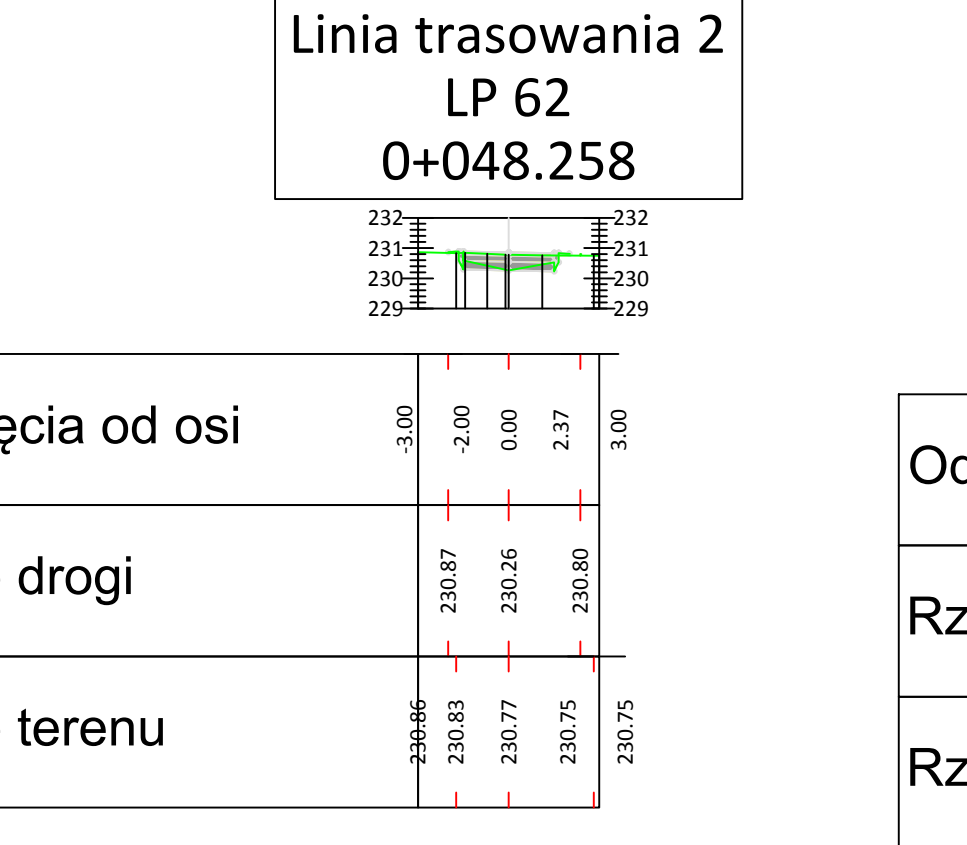 Linia trasowania 2
LP 62
0+048.258
232 232
231 231
230 230
229 229
ęcia od osi -3.00 -2.00 0.00 2.37 3.00
drogi 230.87 230.26 230.80
terenu 230.86 230.83 230.77 230.75 230.75
Od
Rz
Rz